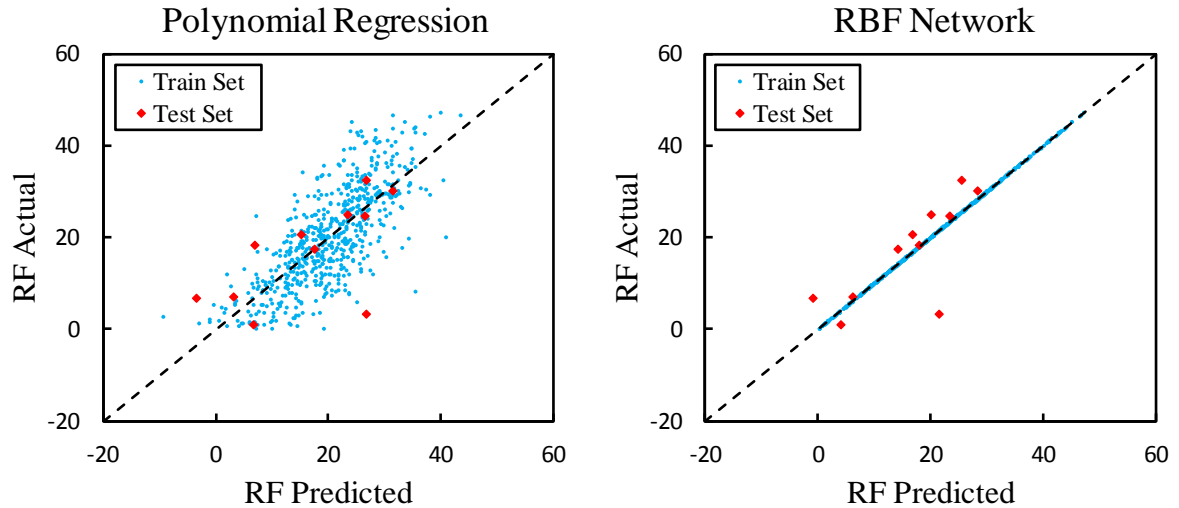 Polynomial Regression
60
40
20
0
-20
-20 0 20 40 60
RF Actual
RF Predicted
Train Set
Test Set
RBF Network
60
40
20
0
-20
-20 0 20 40 60
RF Actual
RF Predicted
Train Set
Test Set